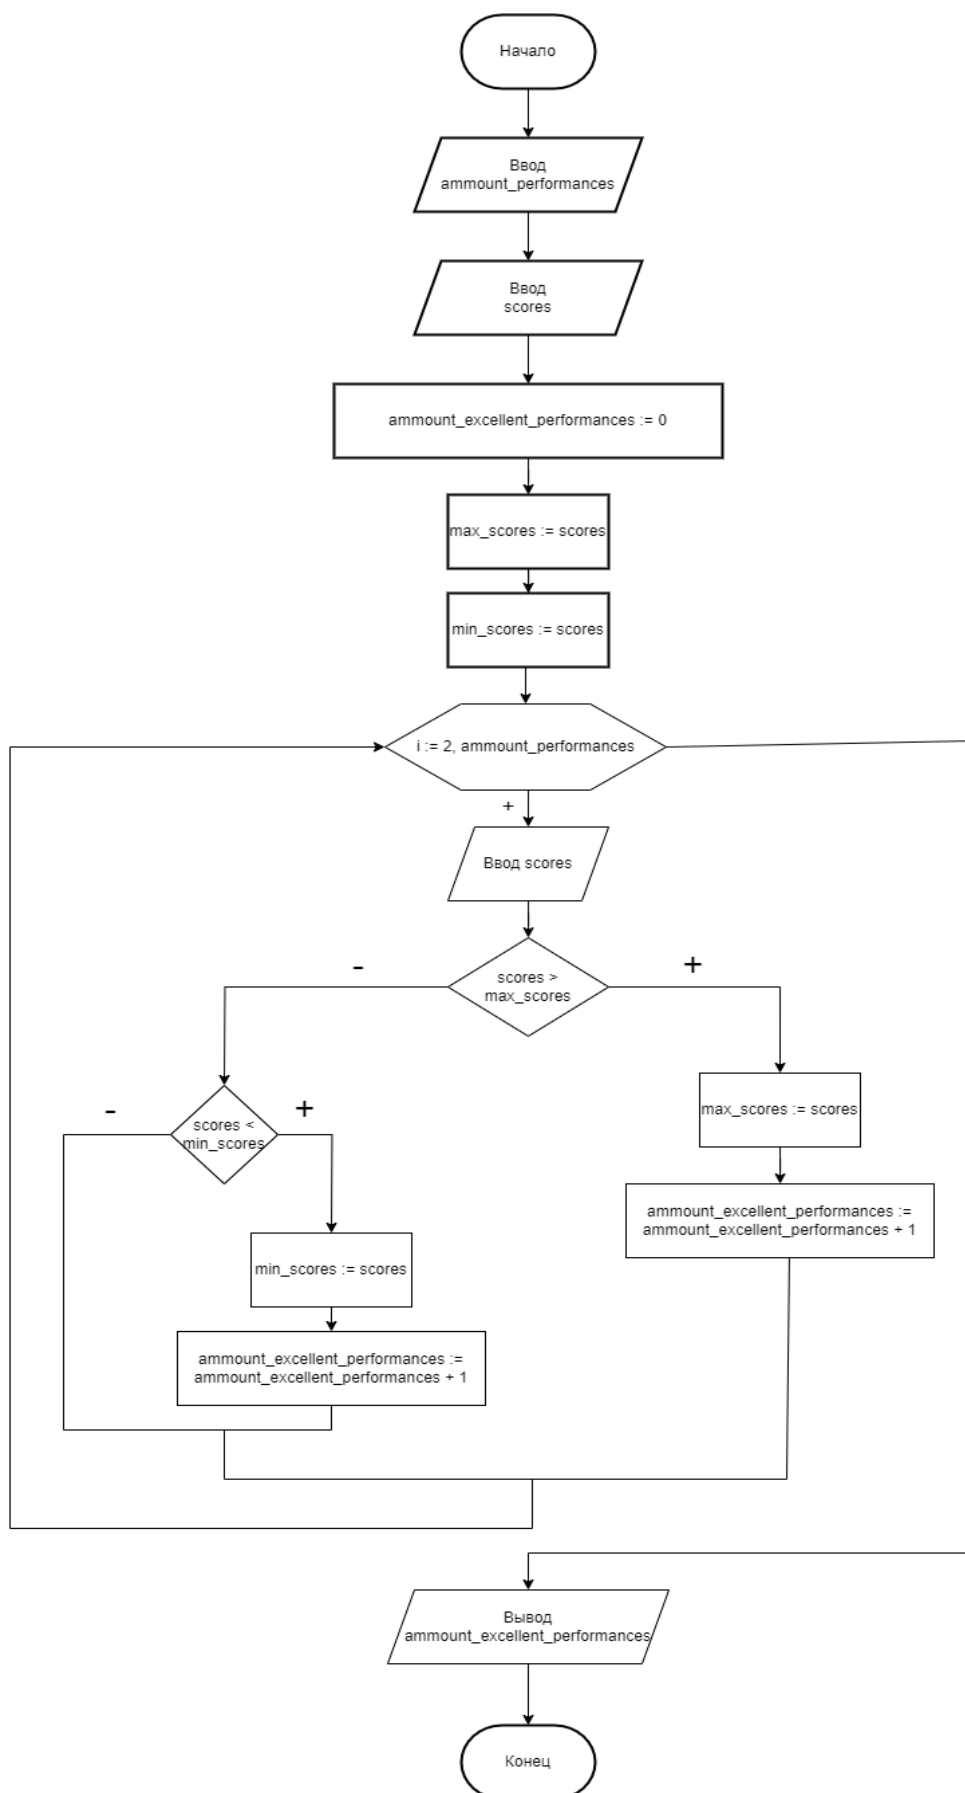 Начало
Ввод
ammount_performances
Ввод
scores
ammount_excellent_performances := 0
max_scores := scores
min_scores := scores
i := 2, ammount_performances
+
Ввод scores
scores >
max_scores
-
+
scores <
min_scores
-
+
max_scores := scores
ammount_excellent_performances :=
ammount_excellent_performances + 1
min_scores := scores
ammount_excellent_performances :=
ammount_excellent_performances + 1
Вывод
ammount_excellent_performances
Конец